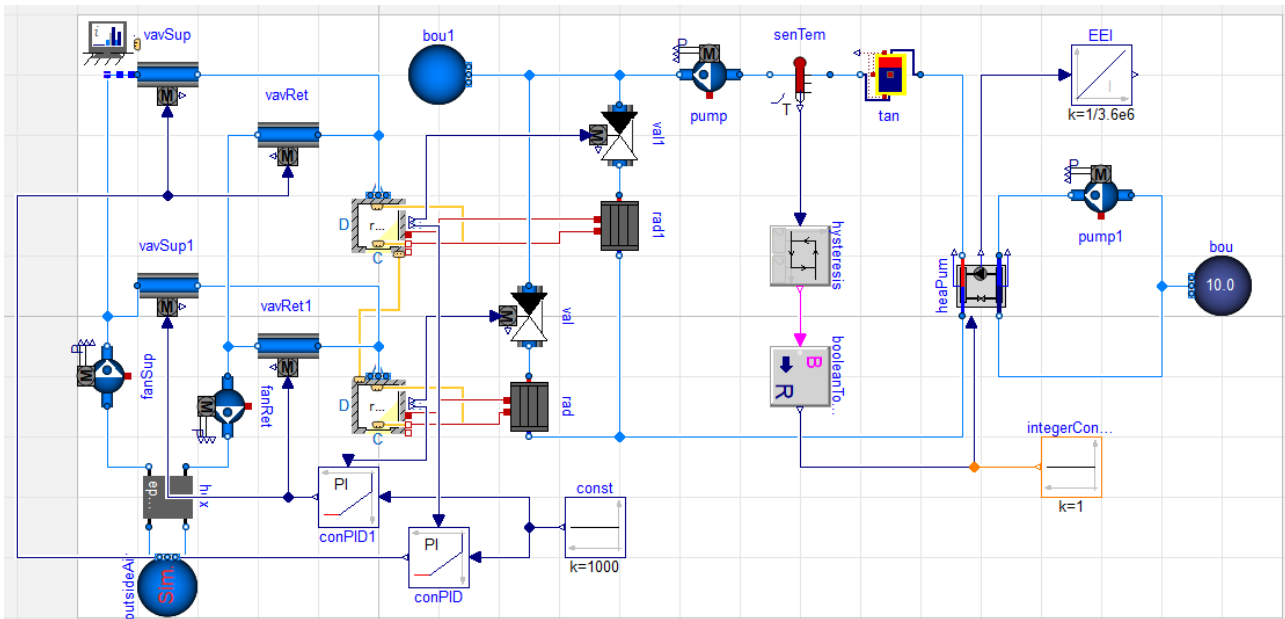 vavSup
bou1
senTem
EEI
P
M
M
vavRet
T
pump
tan
k=1/3.6e6
M
M
val1
P
M
D
r...
rad1
hysteresis
pump1
C
vavSup1
bou
heaPum
10.0
M
vavRet1
M
val
P
M
fanSup
M
fanRet
M
P
D
r...
C
rad
B
R
booleanTo...
integerCon...
ep...
PI
const
k=1
conPID1
PI
k=1000
Sim.
outsideAi
conPID